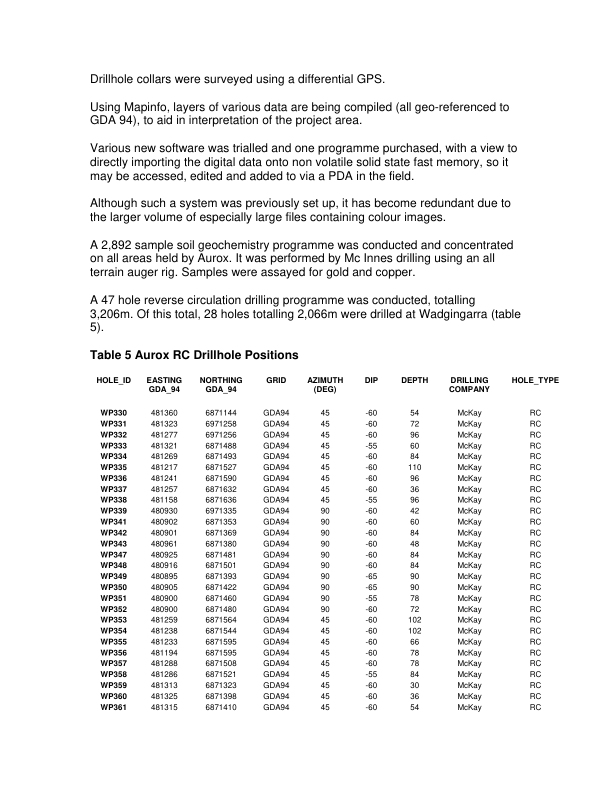 Drillhole collars were surveyed using a differential GPS.
Using Mapinfo, layers of various data are being compiled (all geo-referenced to
GDA 94), to aid in interpretation of the project area.
Various new software was trialled and one programme purchased, with a view to
directly importing the digital data onto non volatile solid state fast memory, so it
may be accessed, edited and added to via a PDA in the field.
Although such a system was previously set up, it has become redundant due to
the larger volume of especially large files containing colour images.
A 2,892 sample soil geochemistry programme was conducted and concentrated
on all areas held by Aurox. It was performed by Mc Innes drilling using an all
terrain auger rig. Samples were assayed for gold and copper.
A 47 hole reverse circulation drilling programme was conducted, totalling
3,206m. Of this total, 28 holes totalling 2,066m were drilled at Wadgingarra (table
5).
Table 5 Aurox RC Drillhole Positions
HOLE_ID EASTING NORTHING GRID AZIMUTH DIP DEPTH DRILLING HOLE_TYPE
GDA_94 GDA_94 (DEG) COMPANY
WP330 481360 6871144 GDA94 45 -60 54 McKay RC
WP331 481323 6971258 GDA94 45 -60 72 McKay RC
WP332 481277 6971256 GDA94 45 -60 96 McKay RC
WP333 481321 6871488 GDA94 45 -55 60 McKay RC
WP334 481269 6871493 GDA94 45 -60 84 McKay RC
WP335 481217 6871527 GDA94 45 -60 110 McKay RC
WP336 481241 6871590 GDA94 45 -60 96 McKay RC
WP337 481257 6871632 GDA94 45 -60 36 McKay RC
WP338 481158 6871636 GDA94 45 -55 96 McKay RC
WP339 480930 6971335 GDA94 90 -60 42 McKay RC
WP341 480902 6871353 GDA94 90 -60 60 McKay RC
WP342 480901 6871369 GDA94 90 -60 84 McKay RC
WP343 480961 6871380 GDA94 90 -60 48 McKay RC
WP347 480925 6871481 GDA94 90 -60 84 McKay RC
WP348 480916 6871501 GDA94 90 -60 84 McKay RC
WP349 480895 6871393 GDA94 90 -65 90 McKay RC
WP350 480905 6871422 GDA94 90 -65 90 McKay RC
WP351 480900 6871460 GDA94 90 -55 78 McKay RC
WP352 480900 6871480 GDA94 90 -60 72 McKay RC
WP353 481259 6871564 GDA94 45 -60 102 McKay RC
WP354 481238 6871544 GDA94 45 -60 102 McKay RC
WP355 481233 6871595 GDA94 45 -60 66 McKay RC
WP356 481194 6871595 GDA94 45 -60 78 McKay RC
WP357 481288 6871508 GDA94 45 -60 78 McKay RC
WP358 481286 6871521 GDA94 45 -55 84 McKay RC
WP359 481313 6871323 GDA94 45 -60 30 McKay RC
WP360 481325 6871398 GDA94 45 -60 36 McKay RC
WP361 481315 6871410 GDA94 45 -60 54 McKay RC